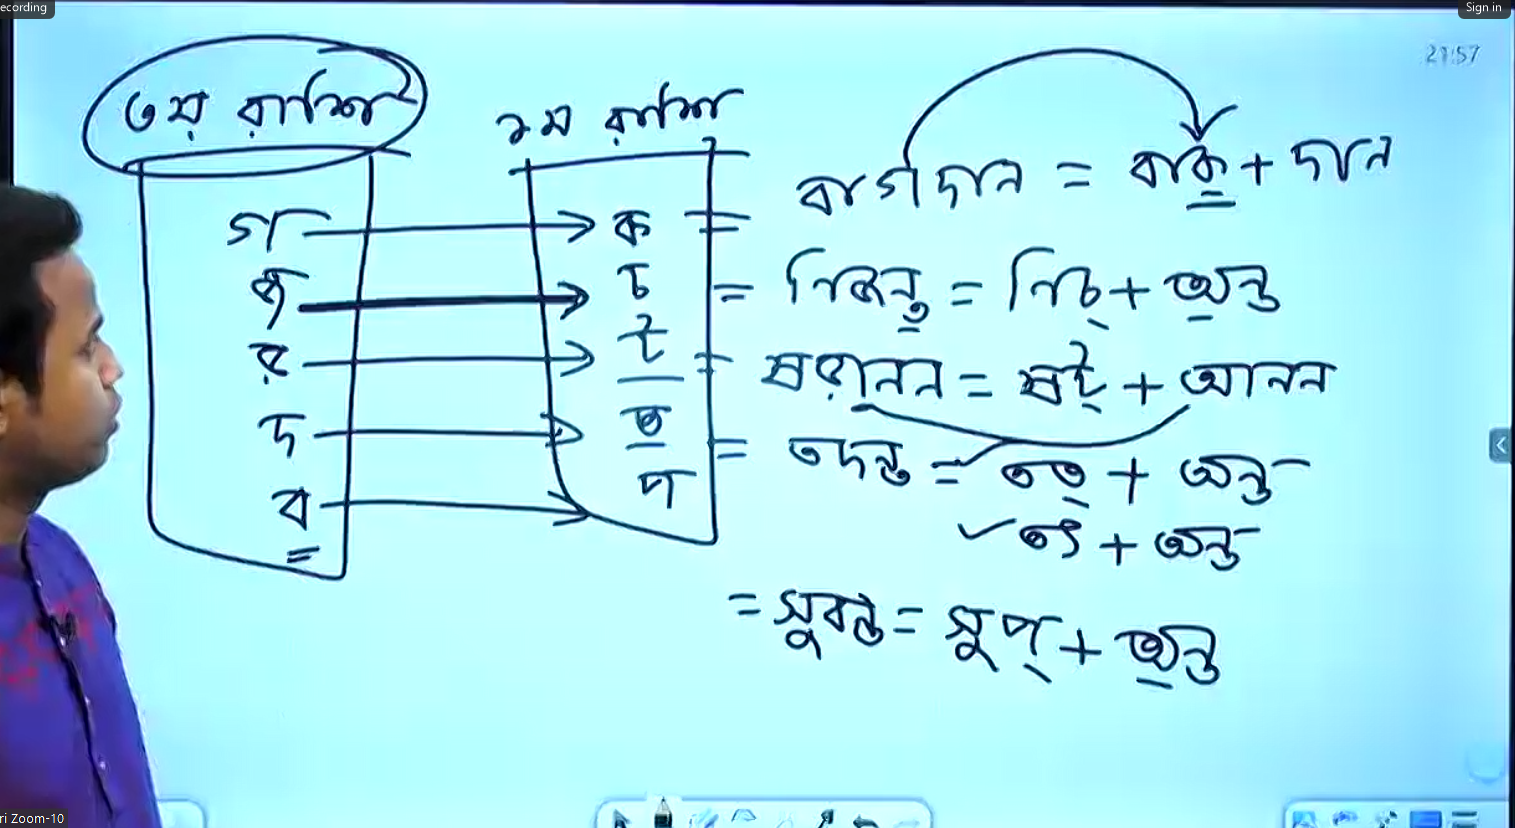 ecording
Sign in
21:57
৩য় রাশি ১ম রাশি
বাগদান = বাক্ + দান
গ ক =
জ চ = নিজন্ত = নিচ্ + অন্ত
ড় ট = ষড়ানন = ষট্ + আনন
দ ত = তদন্ত = তত্ + অন্ত
ব প
তৎ + অন্ত
= সুবন্ত = সুপ্ + অন্ত
ri Zoom-10